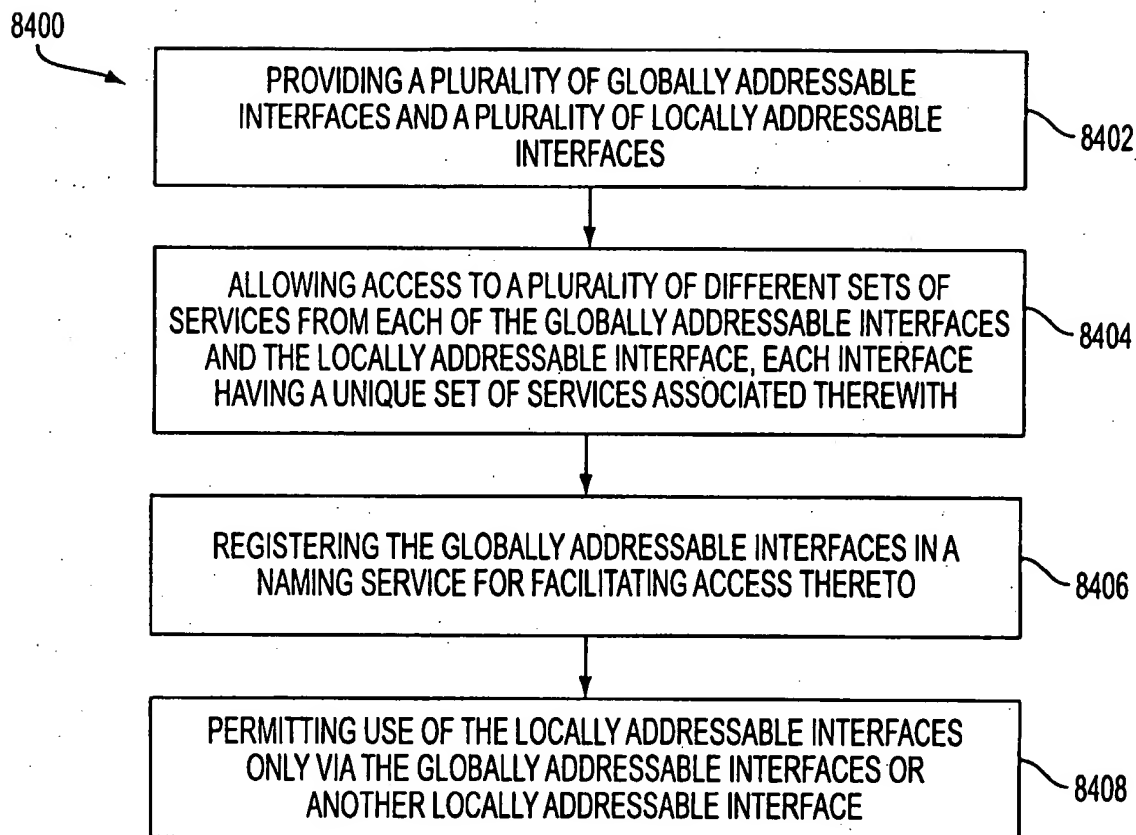 8400
PROVIDING A PLURALITY OF GLOBALLY ADDRESSABLE
INTERFACES AND A PLURALITY OF LOCALLY ADDRESSABLE
INTERFACES
8402
ALLOWING ACCESS TO A PLURALITY OF DIFFERENT SETS OF
SERVICES FROM EACH OF THE GLOBALLY ADDRESSABLE INTERFACES
AND THE LOCALLY ADDRESSABLE INTERFACE, EACH INTERFACE
HAVING A UNIQUE SET OF SERVICES ASSOCIATED THEREWITH
8404
REGISTERING THE GLOBALLY ADDRESSABLE INTERFACES IN A
NAMING SERVICE FOR FACILITATING ACCESS THERETO
8406
PERMITTING USE OF THE LOCALLY ADDRESSABLE INTERFACES
ONLY VIA THE GLOBALLY ADDRESSABLE INTERFACES OR
ANOTHER LOCALLY ADDRESSABLE INTERFACE
8408